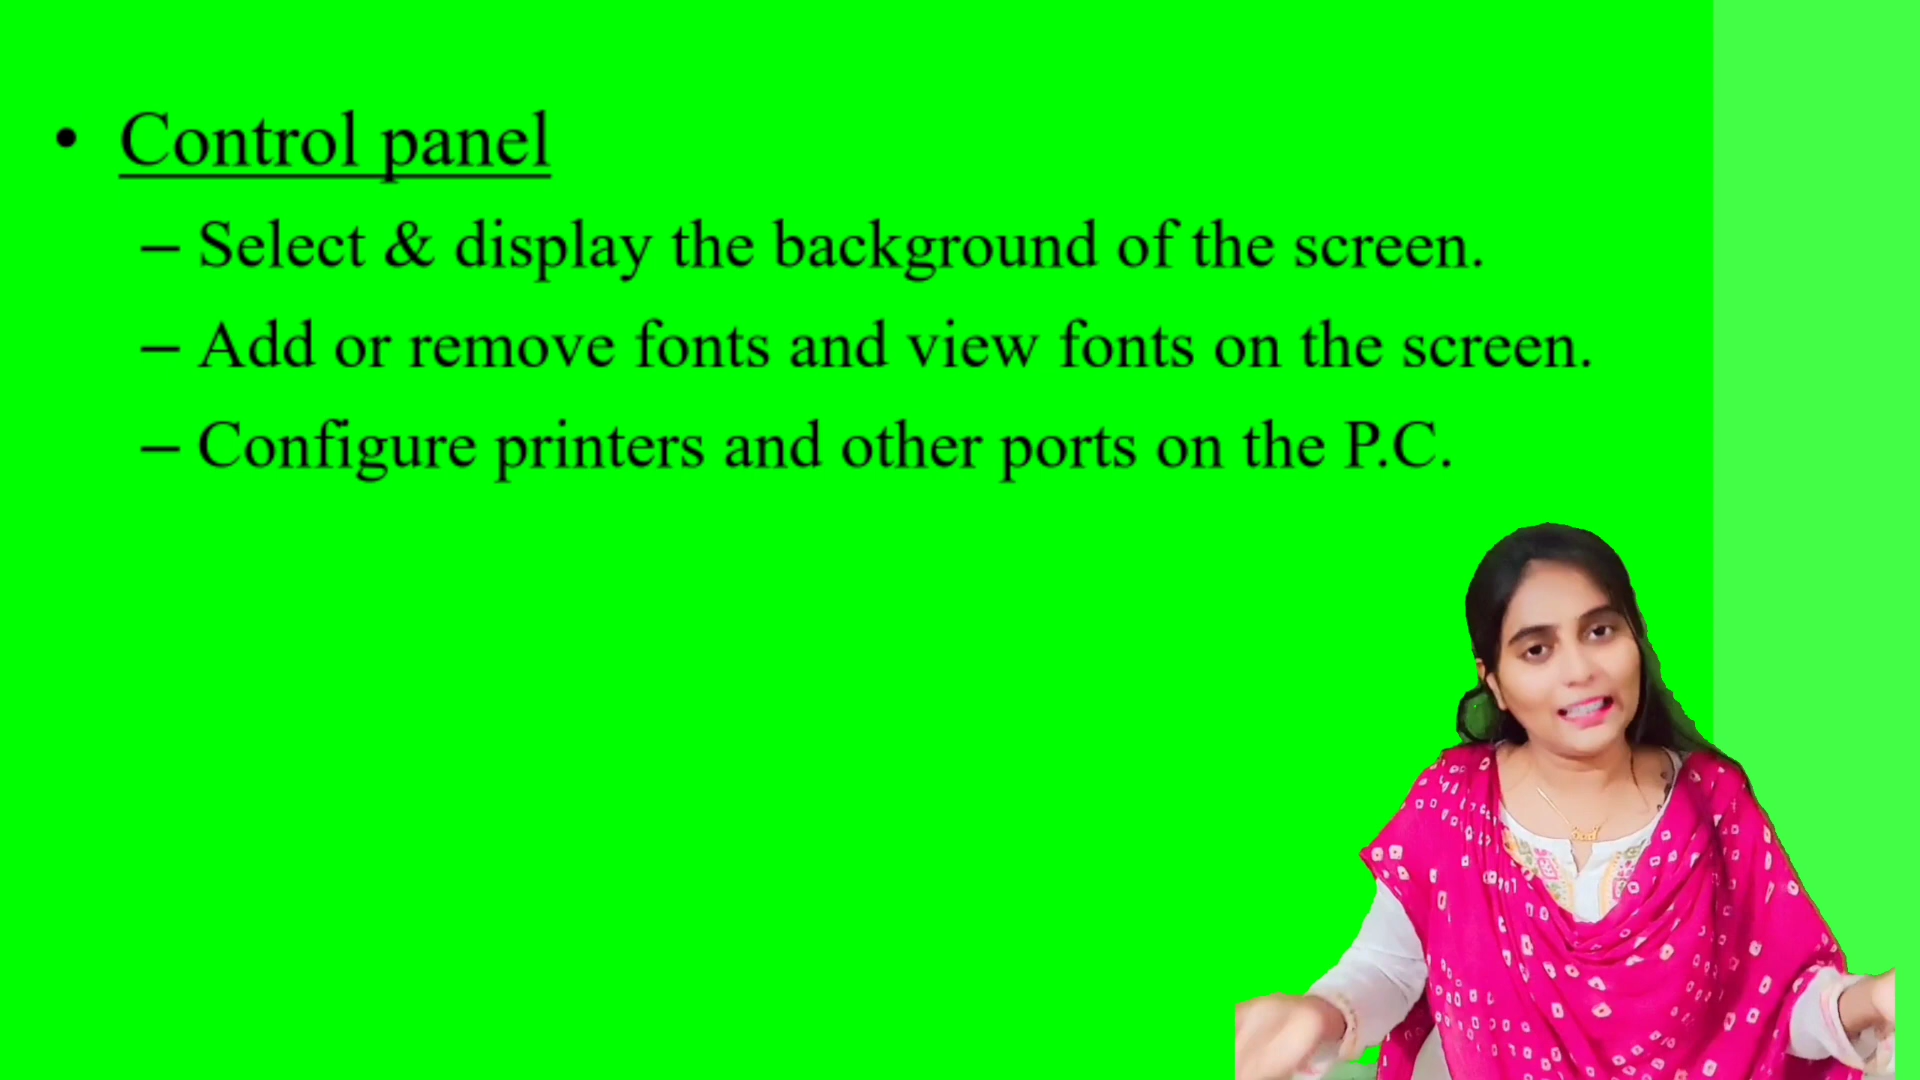 • Control panel
– Select & display the background of the screen.
– Add or remove fonts and view fonts on the screen.
– Configure printers and other ports on the P.C.